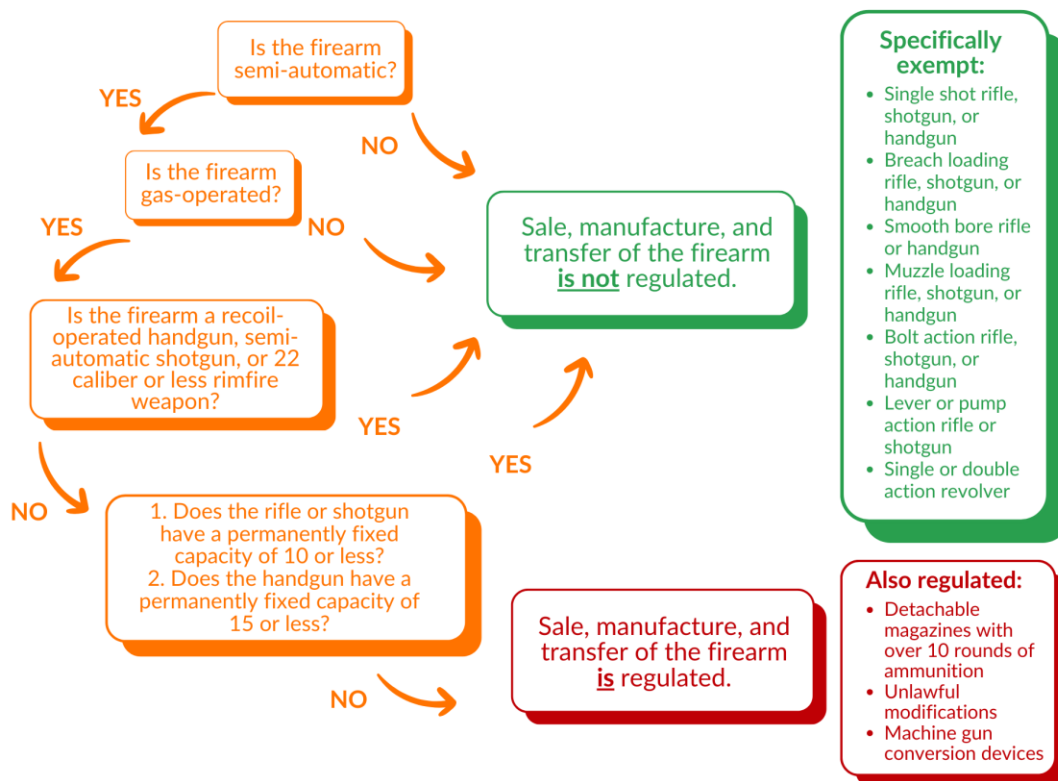 Is the firearm
semi-automatic?
YES
NO
Is the firearm
gas-operated?
YES
NO
Sale, manufacture, and
transfer of the firearm
is not regulated.
Is the firearm a recoil-
operated handgun, semi-
automatic shotgun, or 22
caliber or less rimfire
weapon?
YES
YES
NO
1. Does the rifle or shotgun
have a permanently fixed
capacity of 10 or less?
2. Does the handgun have a
permanently fixed capacity of
15 or less?
NO
Sale, manufacture, and
transfer of the firearm
is regulated.
Specifically
exempt:
• Single shot rifle,
shotgun, or
handgun
• Breach loading
rifle, shotgun, or
handgun
• Smooth bore rifle
or handgun
• Muzzle loading
rifle, shotgun, or
handgun
• Bolt action rifle,
shotgun, or
handgun
• Lever or pump
action rifle or
shotgun
• Single or double
action revolver
Also regulated:
• Detachable
magazines with
over 10 rounds of
ammunition
• Unlawful
modifications
• Machine gun
conversion devices